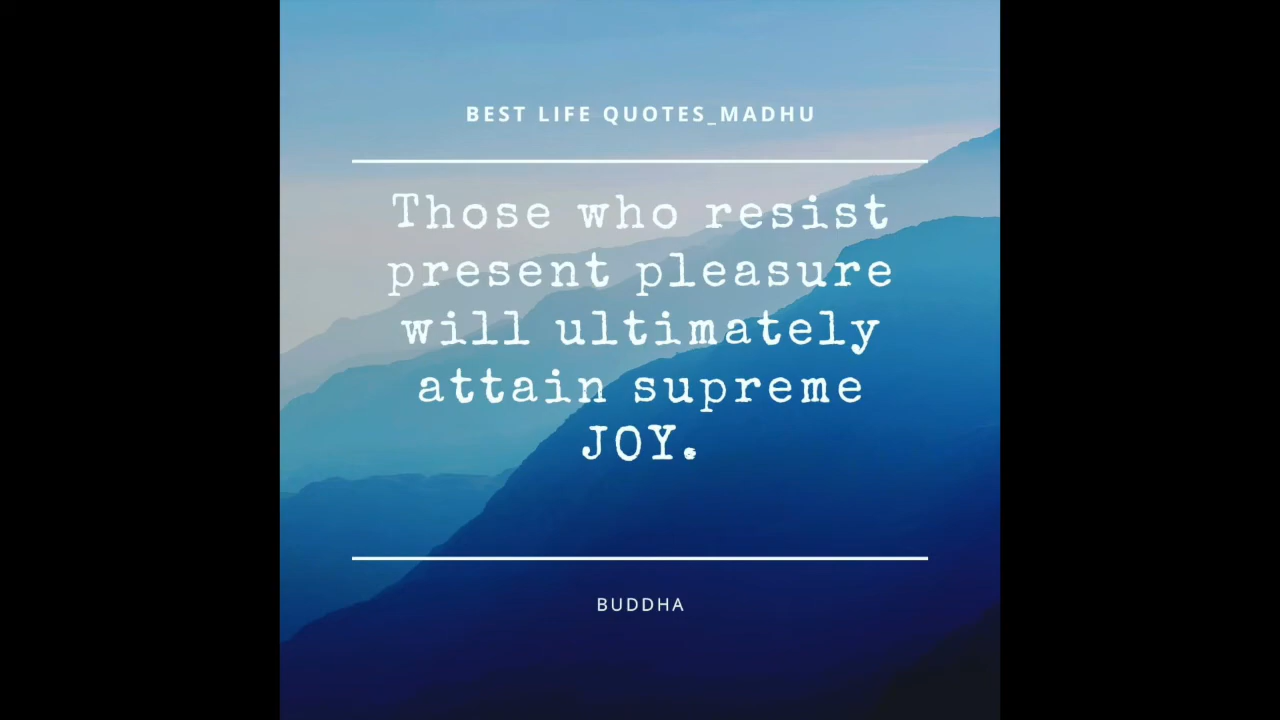 BEST LIFE QUOTES_MADHU
Those who resist
present pleasure
will ultimately
attain supreme
JOY.
BUDDHA